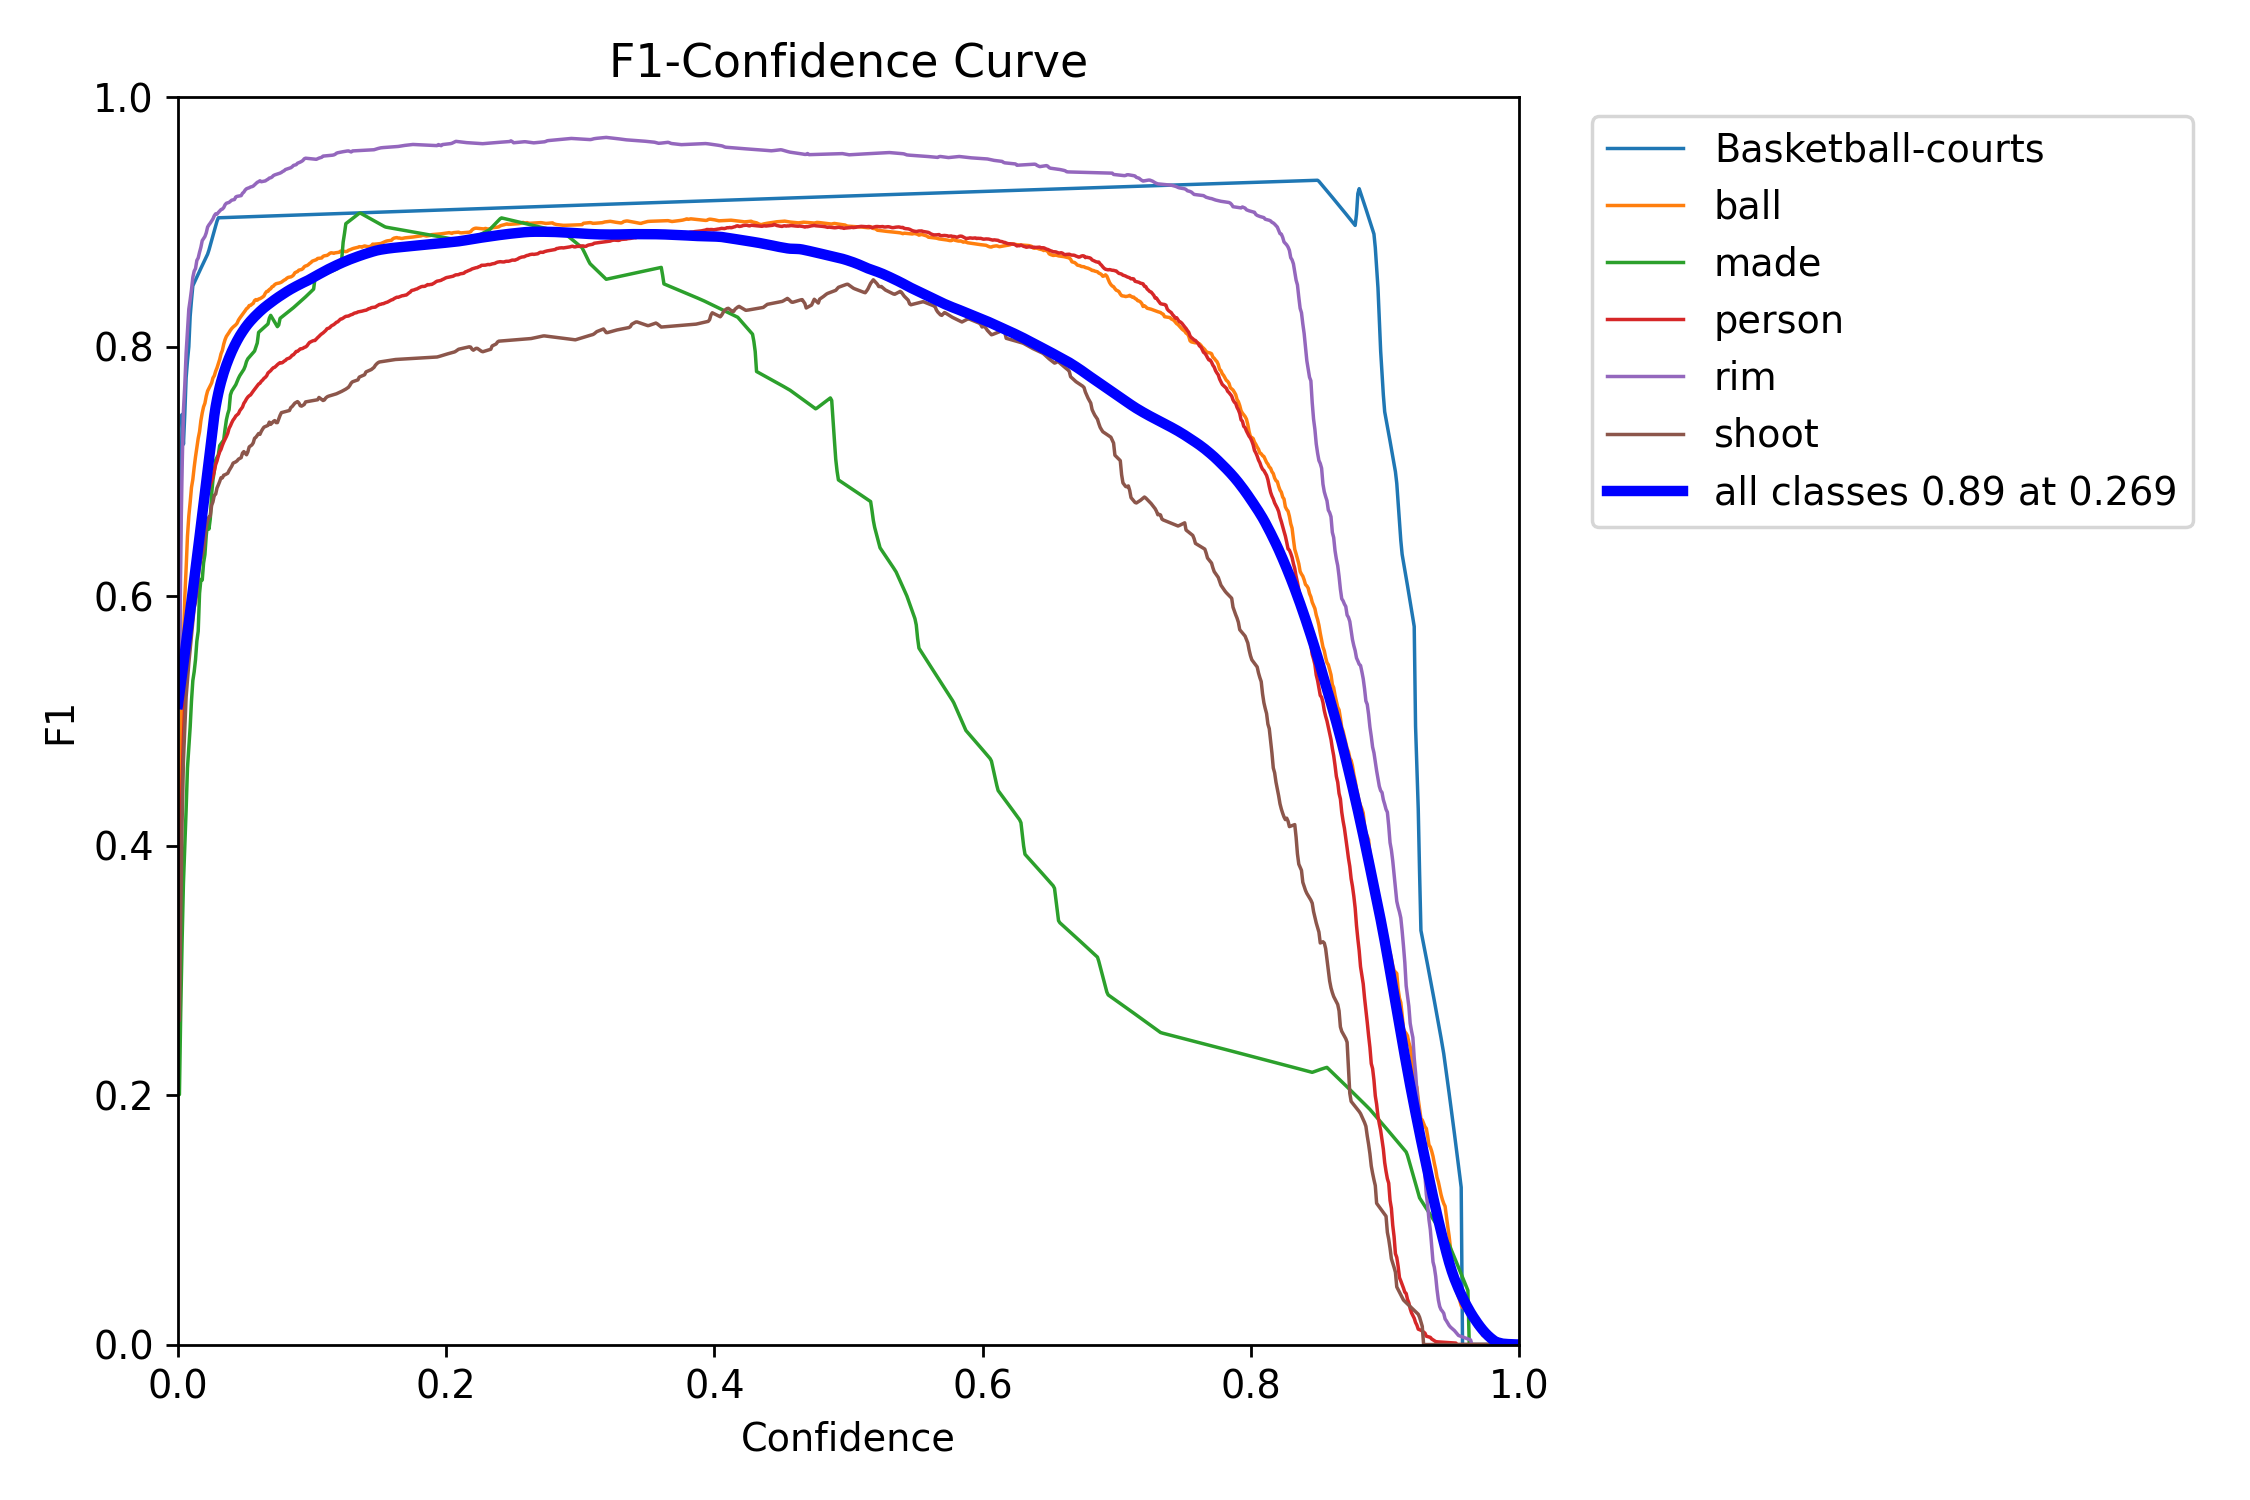 F1-Confidence Curve
1.0
0.8
0.6
0.4
0.2
0.0
F1
0.0 0.2 0.4 0.6 0.8 1.0
Confidence
Basketball-courts
ball
made
person
rim
shoot
all classes 0.89 at 0.269